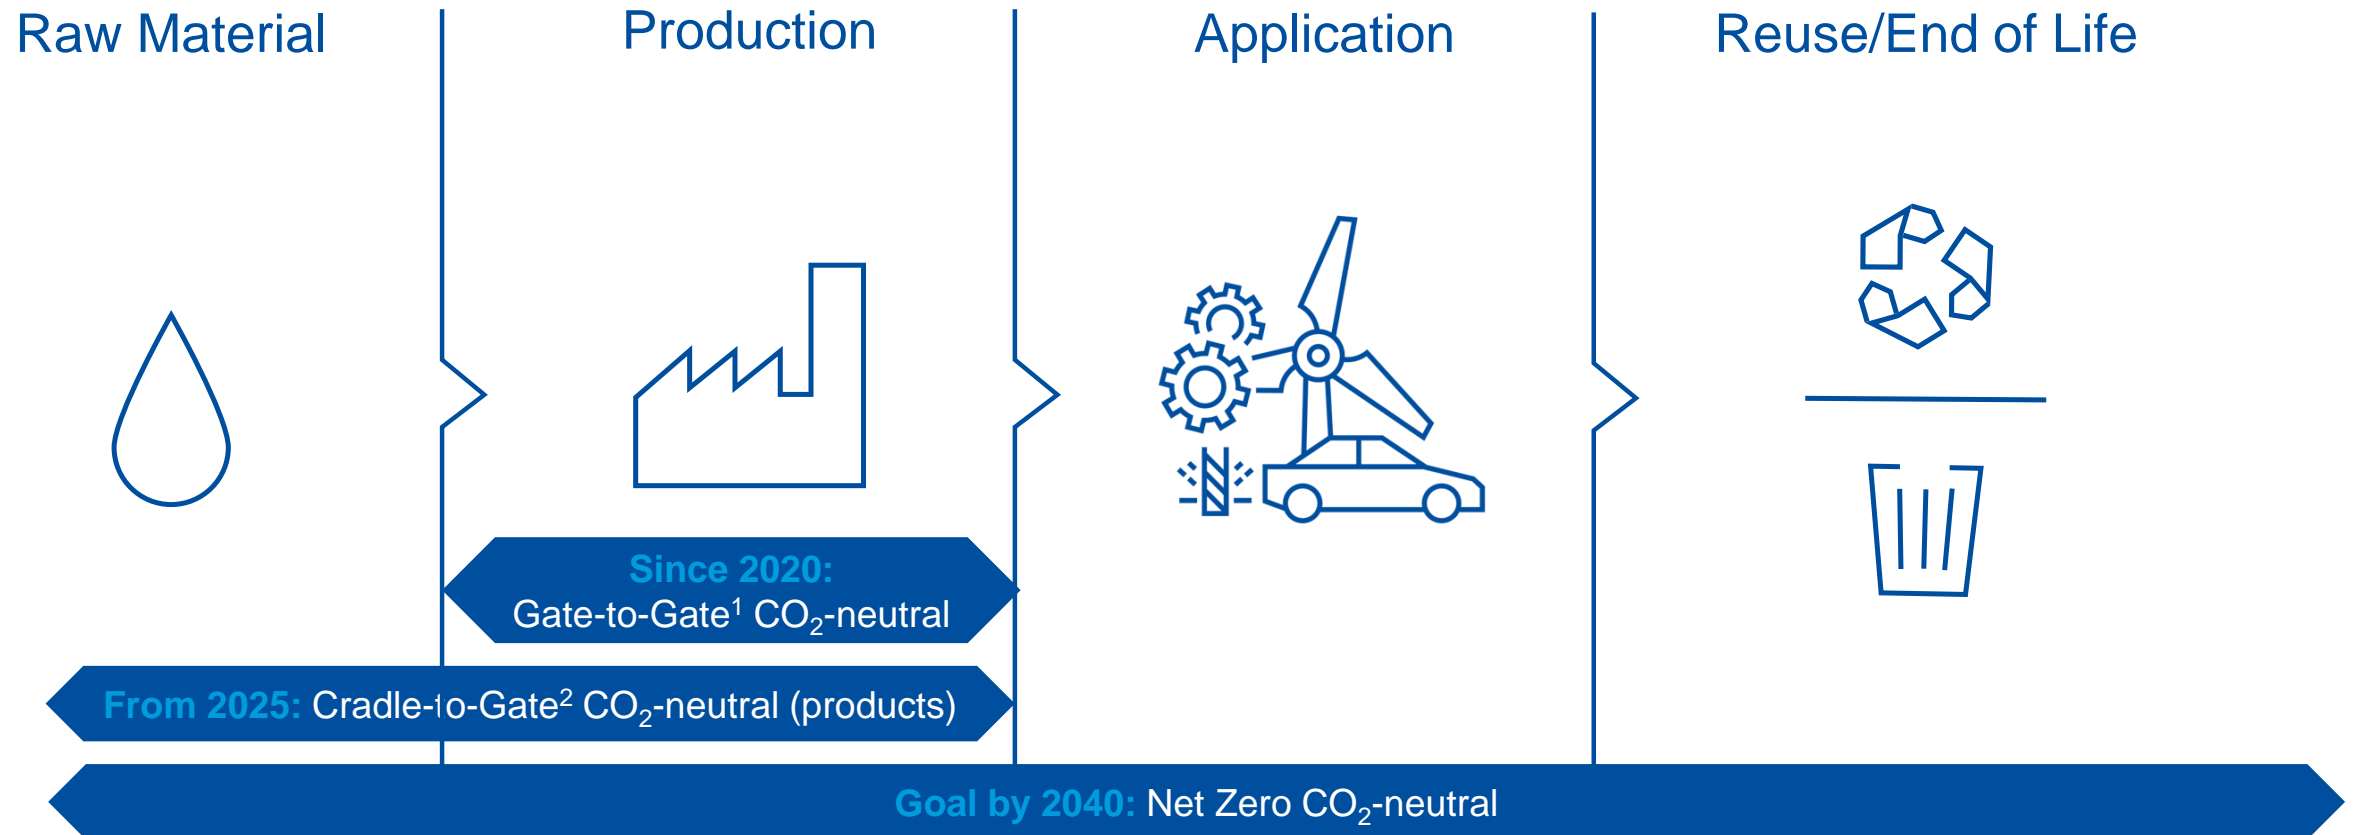 Raw Material
Production
Application
Reuse/End of Life
Since 2020:
Gate-to-Gate¹ CO₂-neutral
From 2025: Cradle-to-Gate² CO₂-neutral (products)
Goal by 2040: Net Zero CO₂-neutral